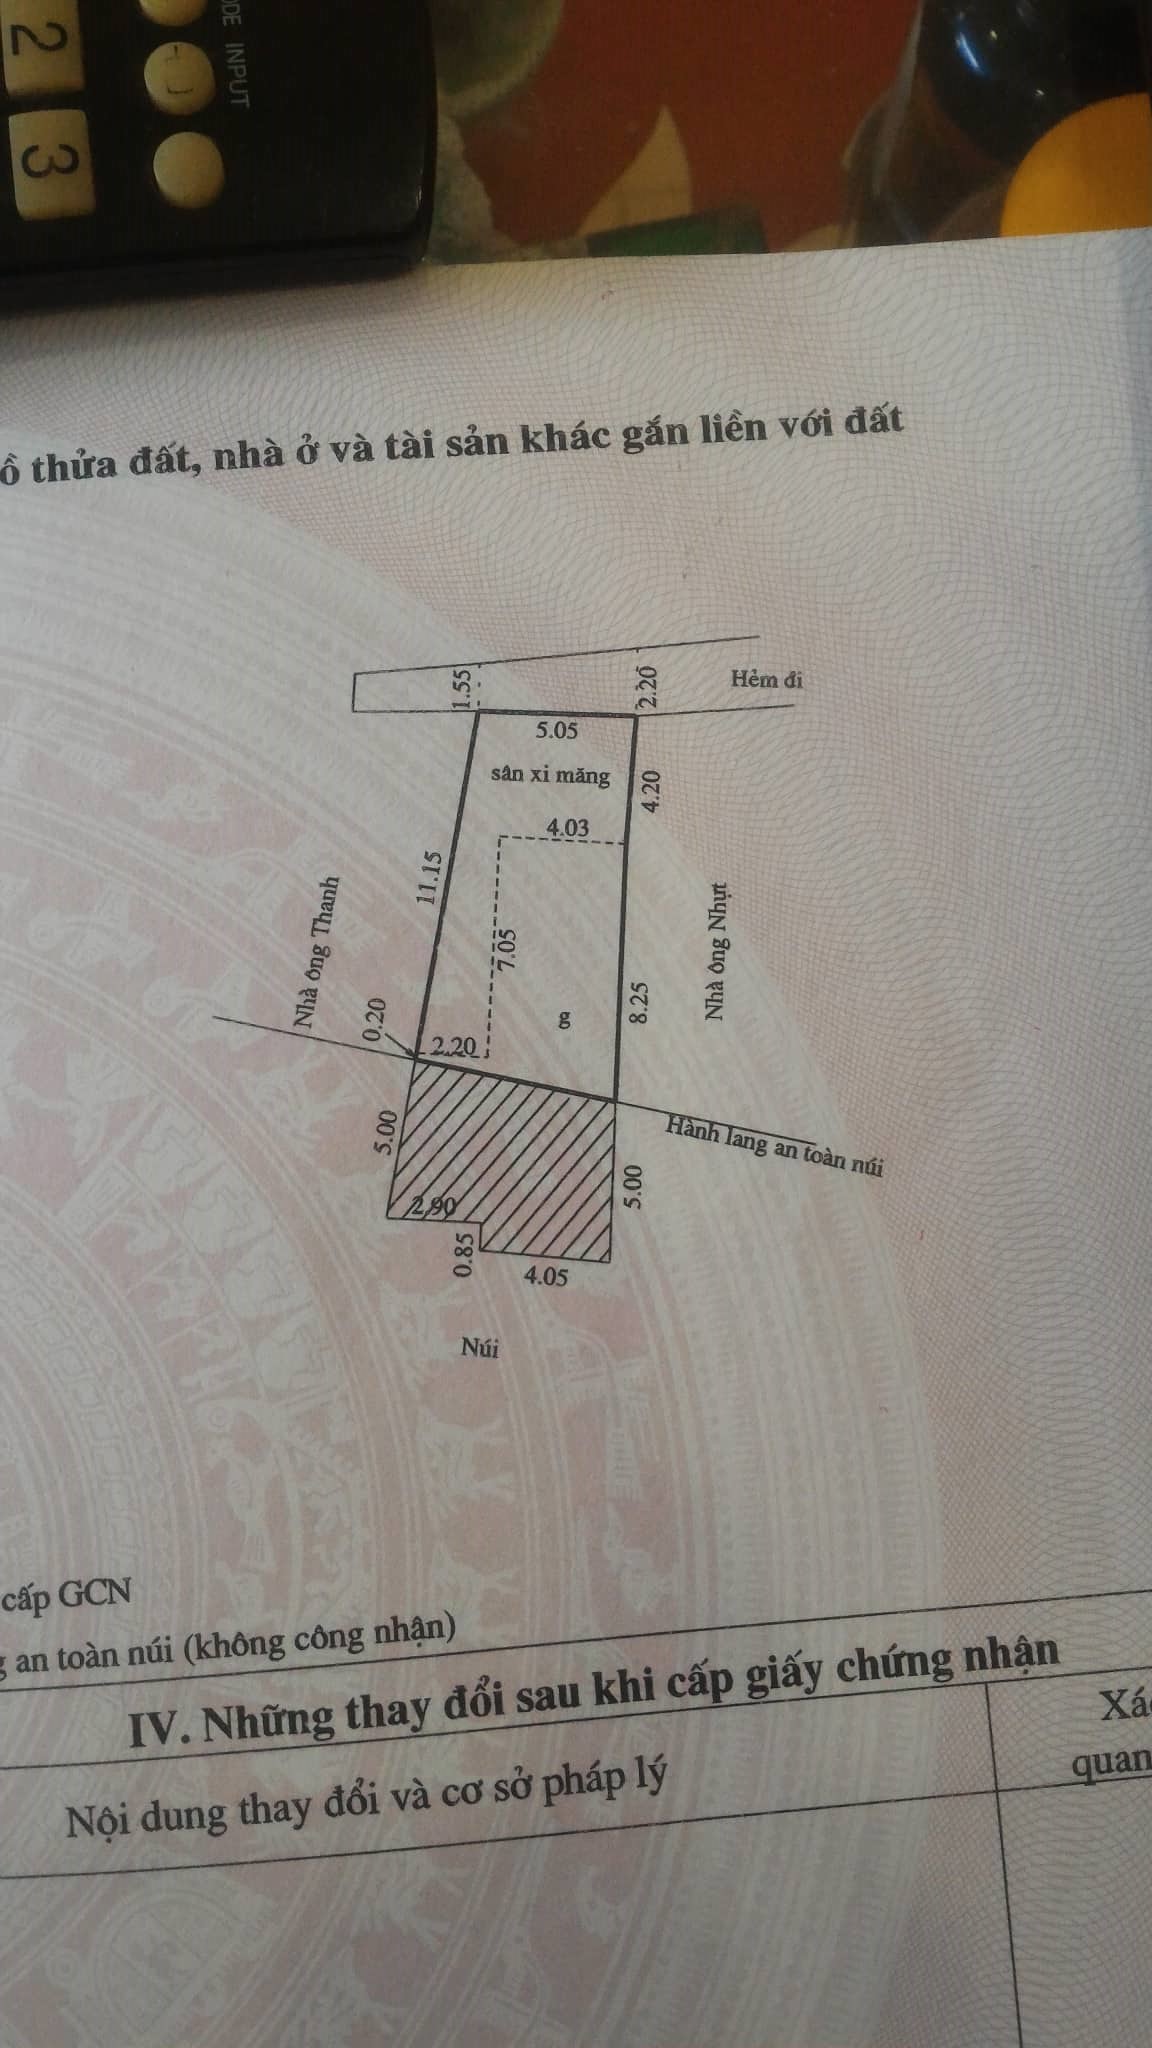 ODE INPUT
2
3
ồ thửa đất, nhà ở và tài sản khác gắn liền với đất
1.55
2.20
Hẻm đi
5.05
sân xi măng
4.20
4.03
11.15
Nhà ông Thanh
7.05
Nhà ông Nhựt
8.25
g
0.20
2.20
5.00
Hành lang an toàn núi
5.00
2,90
0.85
4.05
Núi
cấp GCN
g an toàn núi (không công nhận)
IV. Những thay đổi sau khi cấp giấy chứng nhận
Nội dung thay đổi và cơ sở pháp lý
Xá
quan